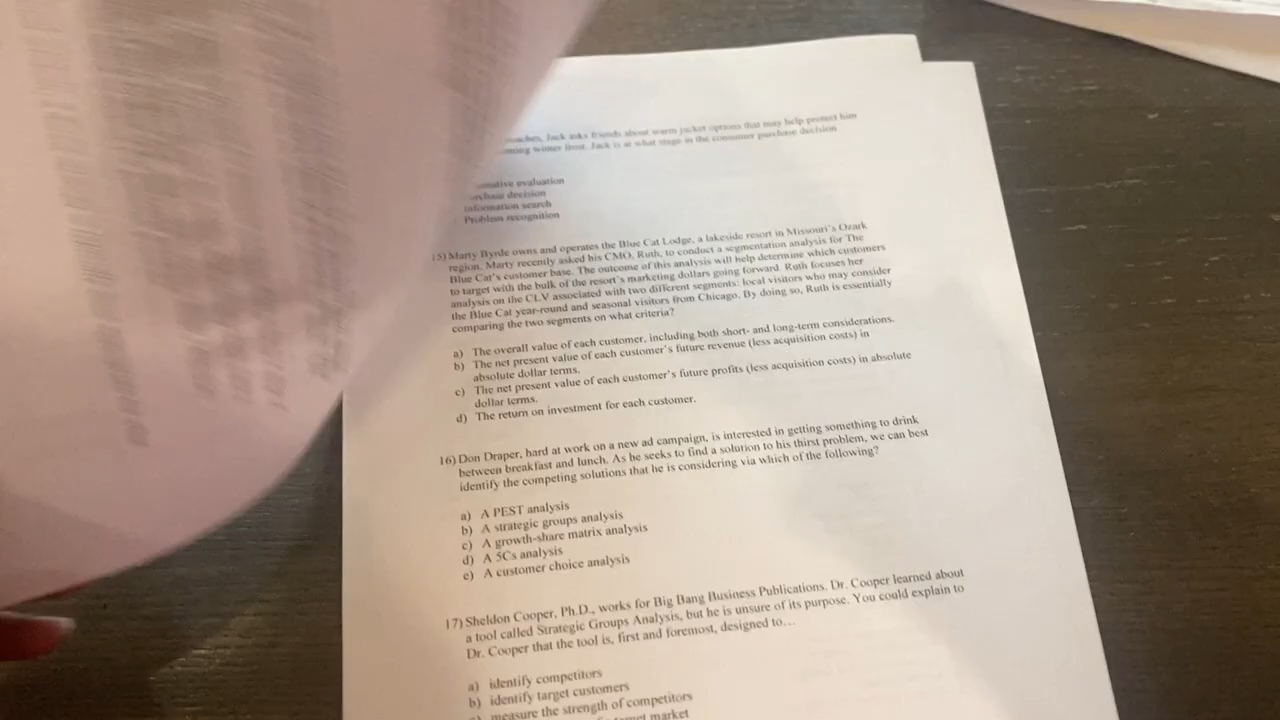 Jack asks friends about warm jacket options that may help protect him
winter frost. Jack is at what stage in the consumer purchase decision
evaluation
decision
Information search
Problem recognition
15) Marty Byrde owns and operates the Blue Cat Lodge, a lakeside resort in Missouri's Ozark
region. Marty recently asked his CMO, Ruth, to conduct a segmentation analysis for The
Blue Cat's customer base. The outcome of this analysis will help determine which customers
to target with the bulk of the resort's marketing dollars going forward. Ruth focuses her
analysis on the CLV associated with two different segments: local visitors who may consider
the Blue Cat year-round and seasonal visitors from Chicago. By doing so, Ruth is essentially
comparing the two segments on what criteria?
a) The overall value of each customer, including both short- and long-term considerations.
b) The net present value of each customer's future revenue (less acquisition costs) in
absolute dollar terms.
c) The net present value of each customer's future profits (less acquisition costs) in absolute
dollar terms.
d) The return on investment for each customer.
16) Don Draper, hard at work on a new ad campaign, is interested in getting something to drink
between breakfast and lunch. As he seeks to find a solution to his thirst problem, we can best
identify the competing solutions that he is considering via which of the following?
a) A PEST analysis
b) A strategic groups analysis
c) A growth-share matrix analysis
d) A 5Cs analysis
e) A customer choice analysis
17) Sheldon Cooper, Ph.D., works for Big Bang Business Publications. Dr. Cooper learned about
a tool called Strategic Groups Analysis, but he is unsure of its purpose. You could explain to
Dr. Cooper that the tool is, first and foremost, designed to…
a) identify competitors
b) identify target customers
measure the strength of competitors
market